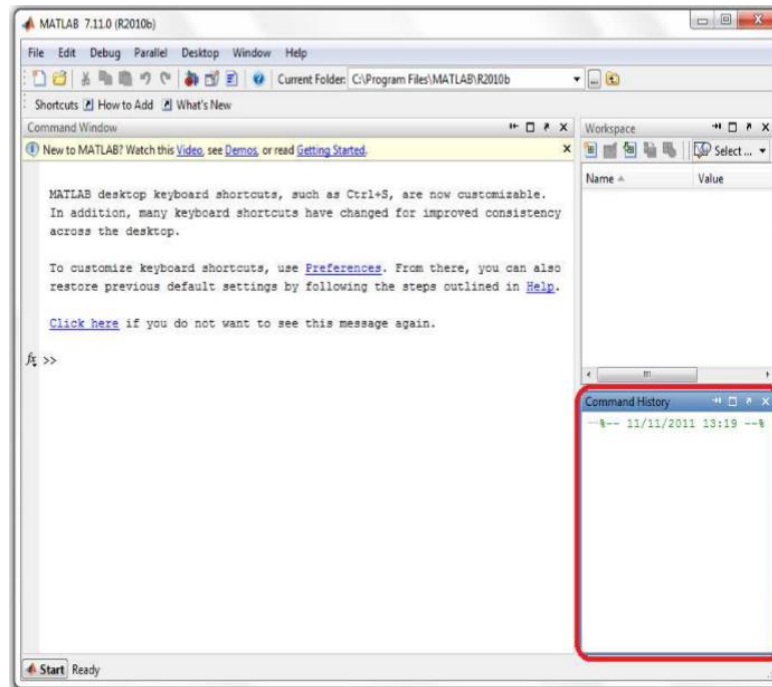 MATLAB 7.11.0 (R2010b)
File Edit Debug Parallel Desktop Window Help
Current Folder: C:\Program Files\MATLAB\R2010b
Shortcuts How to Add What's New
Command Window
New to MATLAB? Watch this Video, see Demos, or read Getting Started.
MATLAB desktop keyboard shortcuts, such as Ctrl+S, are now customizable.
In addition, many keyboard shortcuts have changed for improved consistency
across the desktop.
To customize keyboard shortcuts, use Preferences. From there, you can also
restore previous default settings by following the steps outlined in Help.
Click here if you do not want to see this message again.
fx >>
Workspace
Select ...
Name Value
Command History
%-- 11/11/2011 13:19 --%
Start Ready